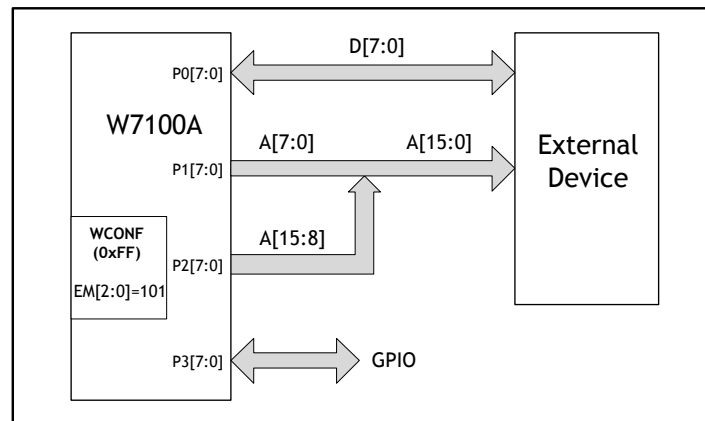 D[7:0]
P0[7:0]
W7100A
A[7:0]
A[15:0]
External
Device
P1[7:0]
WCONF
(0xFF)
A[15:8]
P2[7:0]
EM[2:0]=101
P3[7:0]
GPIO